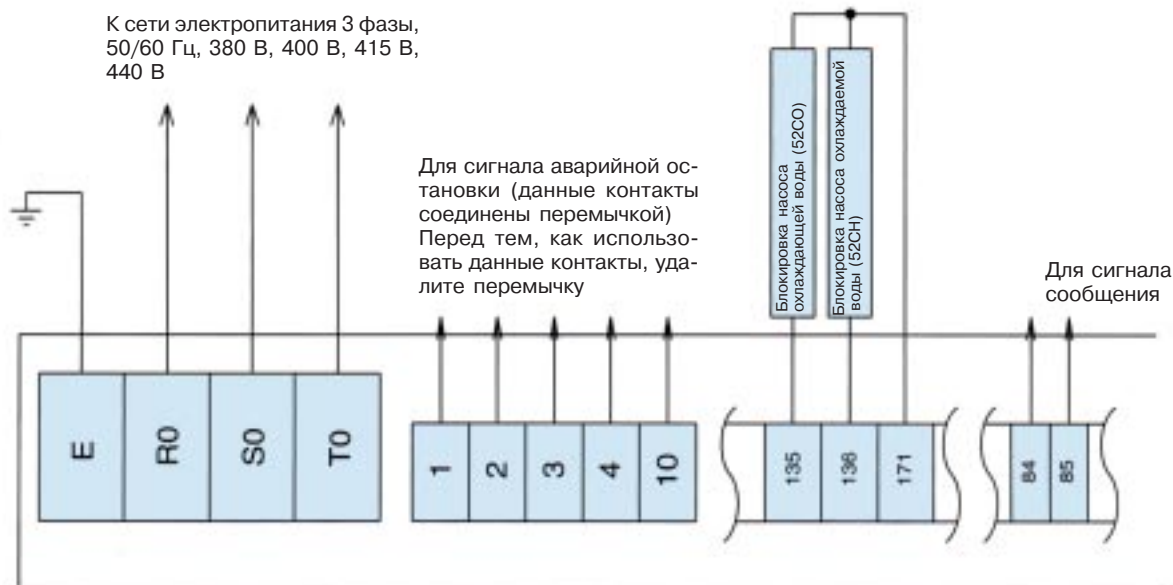 К сети электропитания 3 фазы,
50/60 Гц, 380 В, 400 В, 415 В,
440 В
Для сигнала аварийной ос-
тановки (данные контакты
соединены перемычкой)
Перед тем, как использо-
вать данные контакты, уда-
лите перемычку
Блокировка насоса
охлаждающей воды (52СО)
Блокировка насоса охлаждаемой
воды (52СН)
Для сигнала
сообщения
E
R0
S0
T0
1
2
3
4
10
135
136
171
84
85